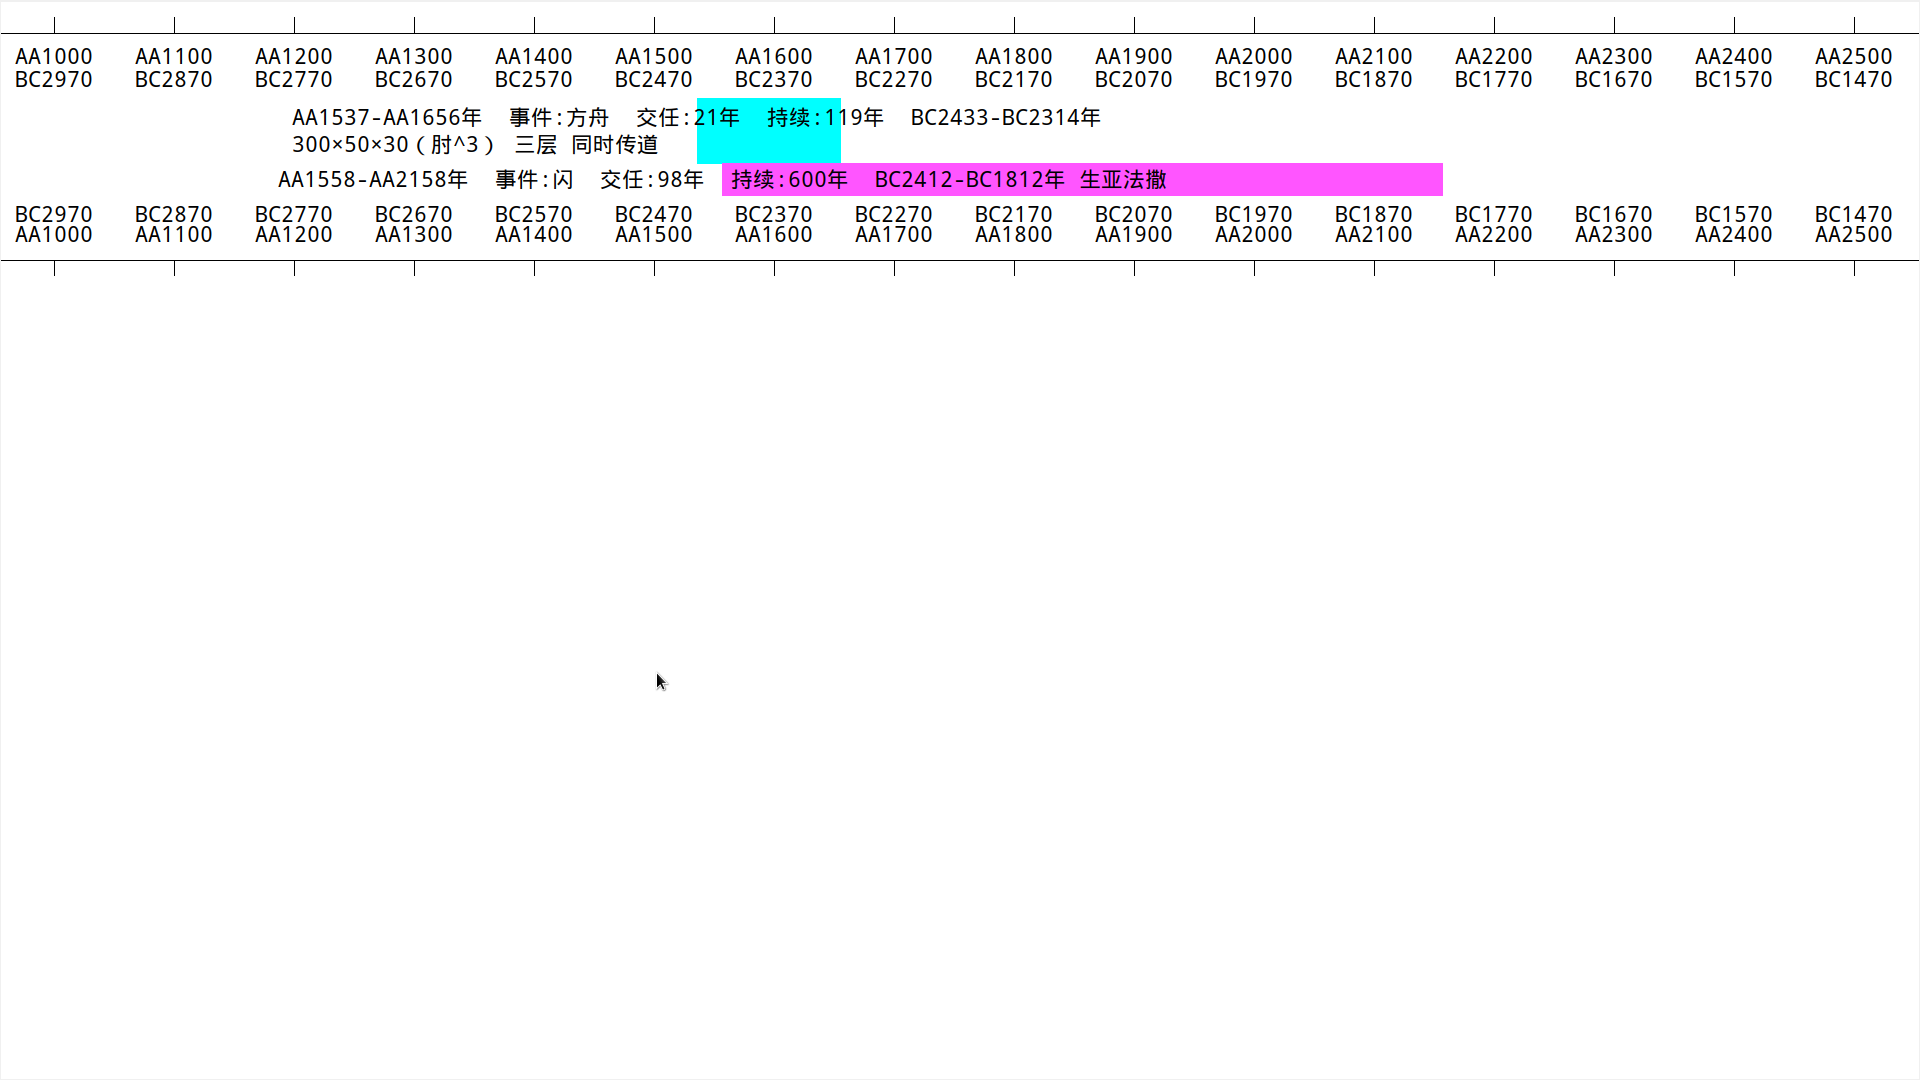 AA1000 AA1100 AA1200 AA1300 AA1400 AA1500 AA1600 AA1700 AA1800 AA1900 AA2000 AA2100 AA2200 AA2300 AA2400 AA2500
BC2970 BC2870 BC2770 BC2670 BC2570 BC2470 BC2370 BC2270 BC2170 BC2070 BC1970 BC1870 BC1770 BC1670 BC1570 BC1470
AA1537-AA1656年 事件:方舟 交任:21年 持续:119年 BC2433-BC2314年
300×50×30(肘^3) 三层 同时传道
AA1558-AA2158年 事件:闪 交任:98年 持续:600年 BC2412-BC1812年 生亚法撒
BC2970 BC2870 BC2770 BC2670 BC2570 BC2470 BC2370 BC2270 BC2170 BC2070 BC1970 BC1870 BC1770 BC1670 BC1570 BC1470
AA1000 AA1100 AA1200 AA1300 AA1400 AA1500 AA1600 AA1700 AA1800 AA1900 AA2000 AA2100 AA2200 AA2300 AA2400 AA2500